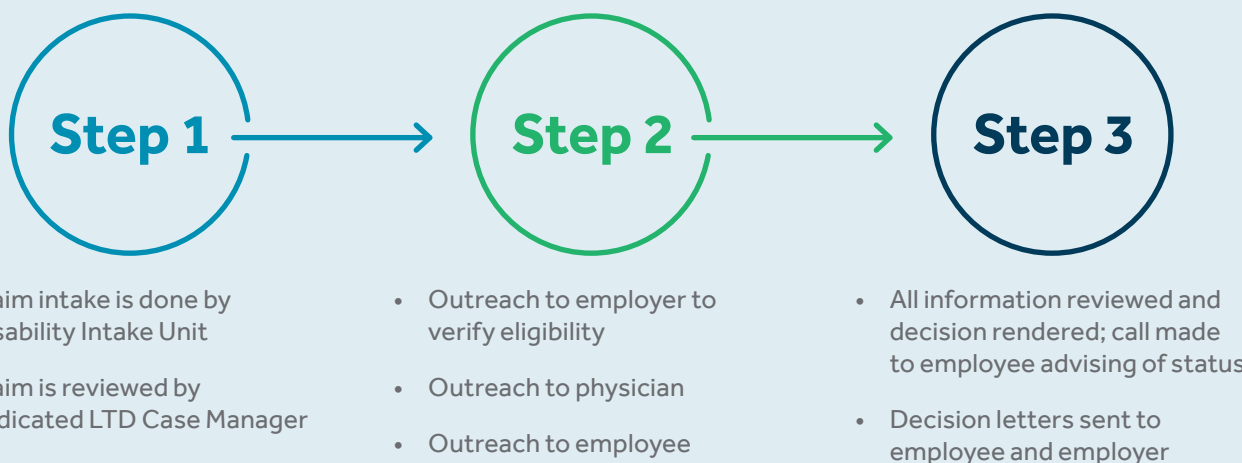 Step 1
Step 2
Step 3
aim intake is done by
sability Intake Unit
aim is reviewed by
dicated LTD Case Manager
• Outreach to employer to
verify eligibility
• Outreach to physician
• Outreach to employee
• All information reviewed and
decision rendered; call made
to employee advising of status
• Decision letters sent to
employee and employer